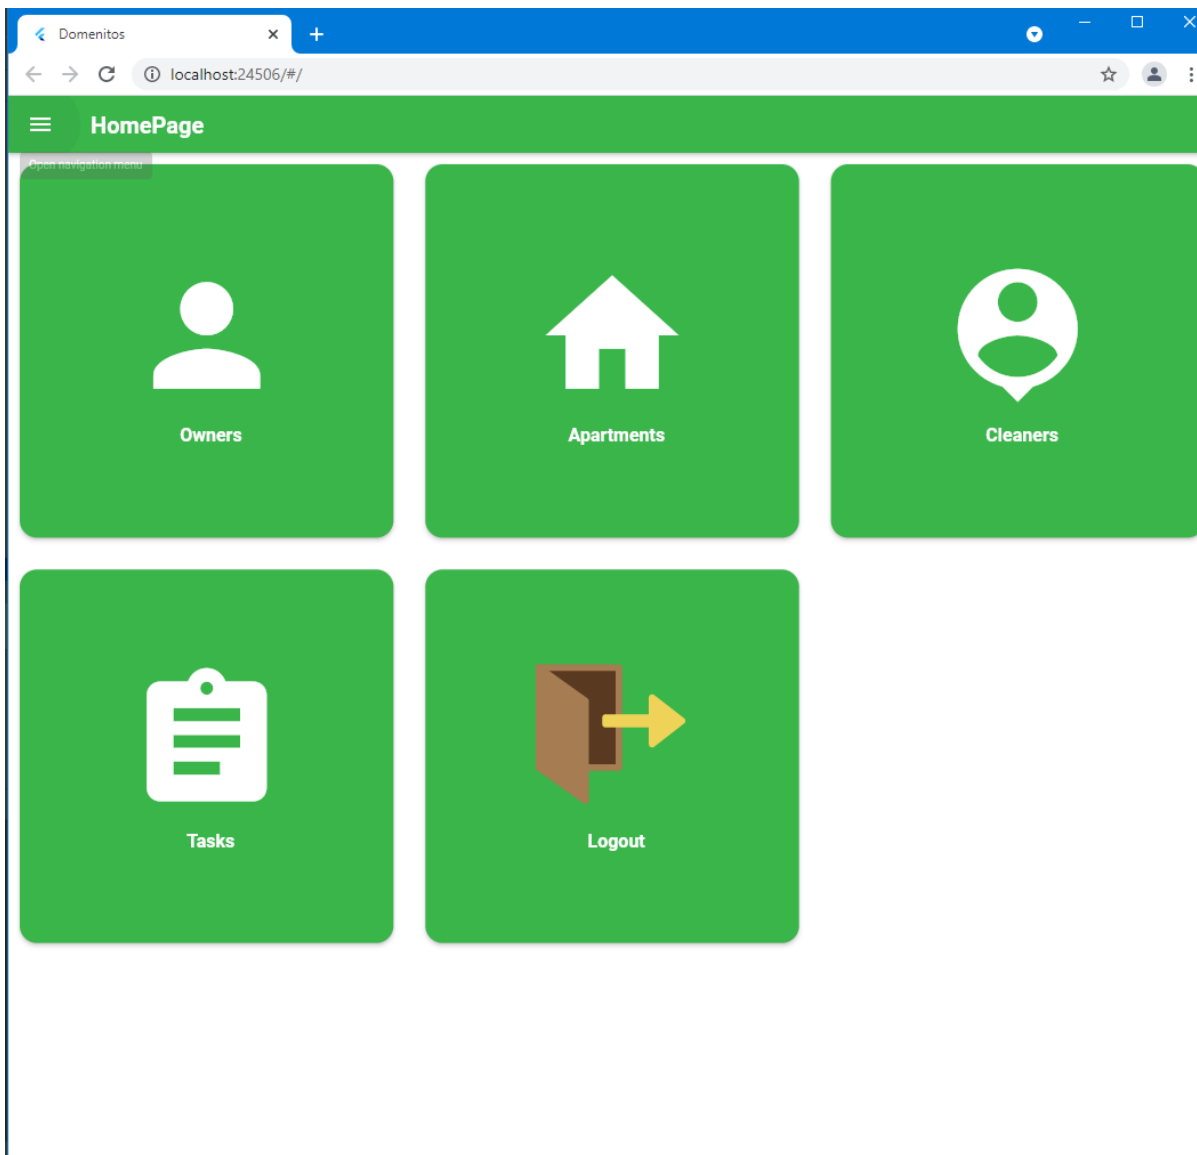 Domenitos
localhost:24506/#/
HomePage
Open navigation menu
Owners
Apartments
Cleaners
Tasks
Logout